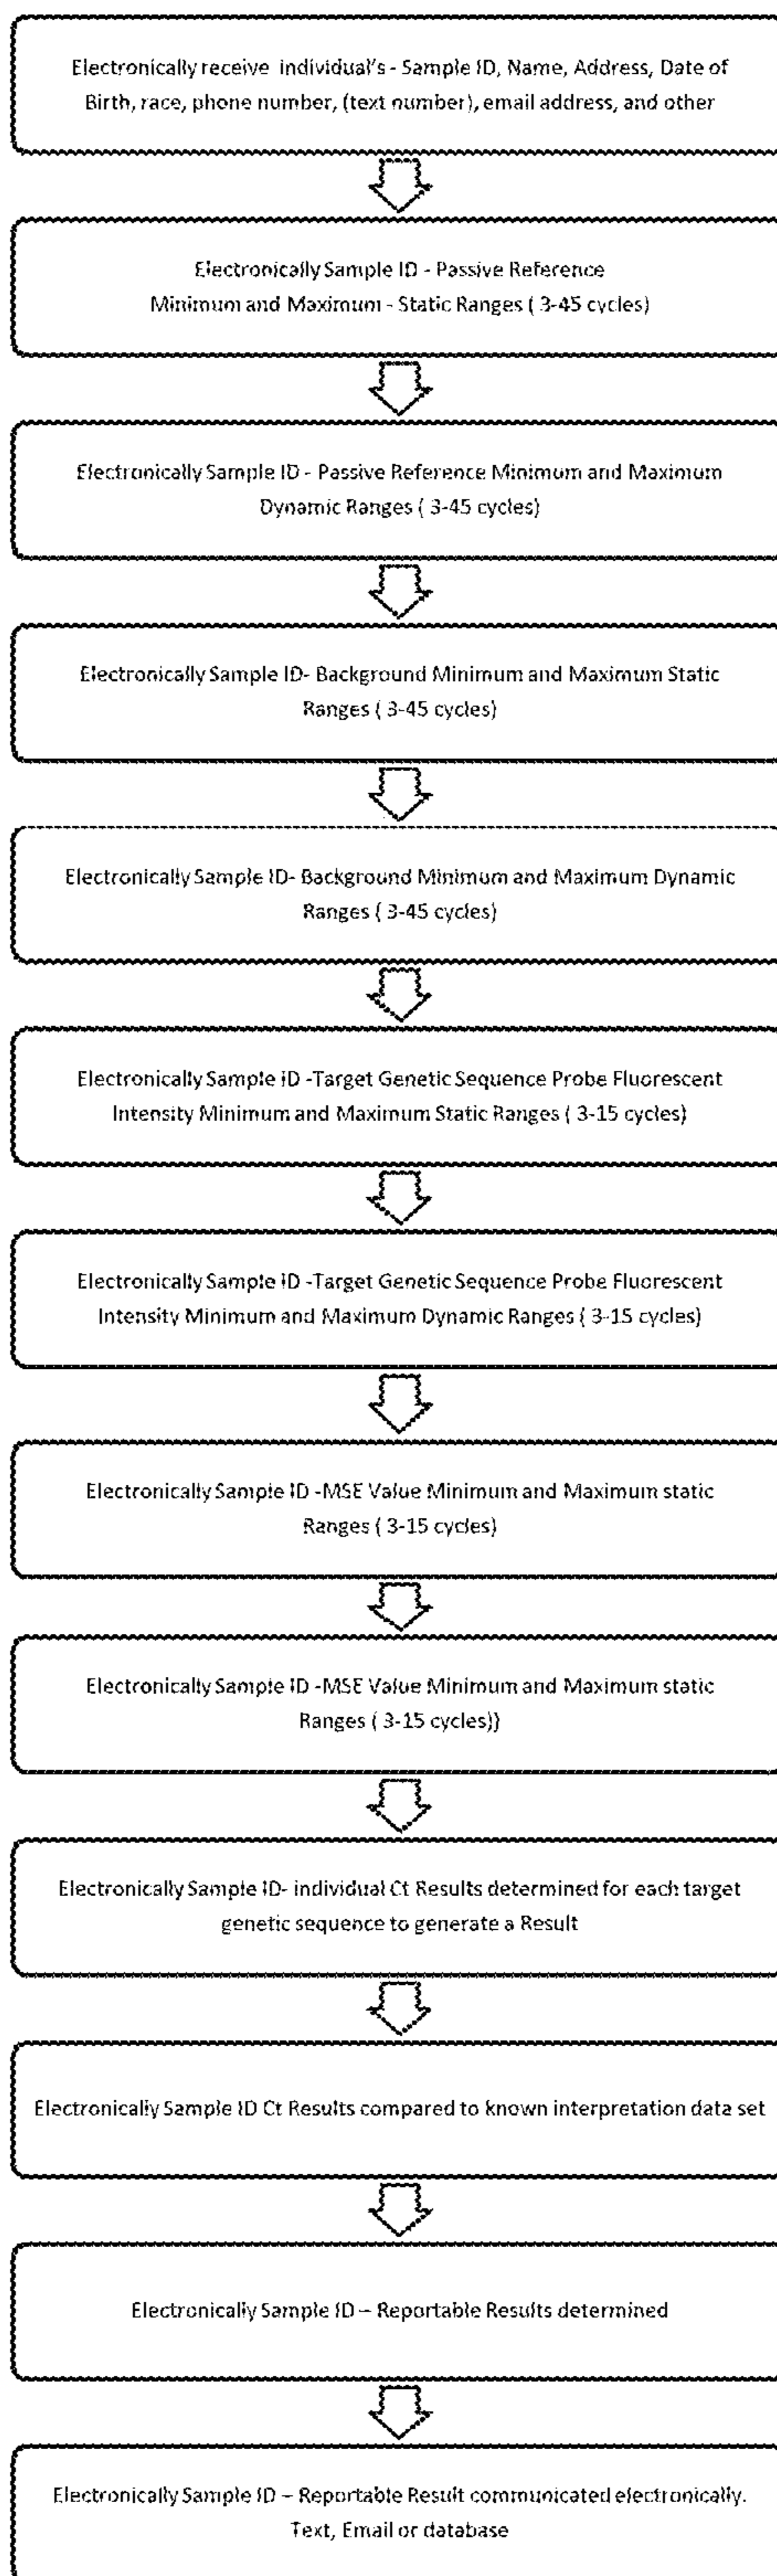 Electronically receive individual's - Sample ID, Name, Address, Date of
Birth, race, phone number, (text number), email address, and other
Electronically Sample ID - Passive Reference
Minimum and Maximum - Static Ranges ( 3-45 cycles)
Electronically Sample ID - Passive Reference Minimum and Maximum
Dynamic Ranges ( 3-45 cycles)
Electronically Sample ID- Background Minimum and Maximum Static
Ranges ( 3-45 cycles)
Electronically Sample ID- Background Minimum and Maximum Dynamic
Ranges ( 3-45 cycles)
Electronically Sample ID -Target Genetic Sequence Probe Fluorescent
Intensity Minimum and Maximum Static Ranges ( 3-15 cycles)
Electronically Sample ID -Target Genetic Sequence Probe Fluorescent
Intensity Minimum and Maximum Dynamic Ranges ( 3-15 cycles)
Electronically Sample ID -MSE Value Minimum and Maximum static
Ranges ( 3-15 cycles)
Electronically Sample ID -MSE Value Minimum and Maximum static
Ranges ( 3-15 cycles))
Electronically Sample ID- individual Ct Results determined for each target
genetic sequence to generate a Result
Electronically Sample ID Ct Results compared to known interpretation data set
Electronically Sample ID – Reportable Results determined
Electronically Sample ID – Reportable Result communicated electronically.
Text, Email or database